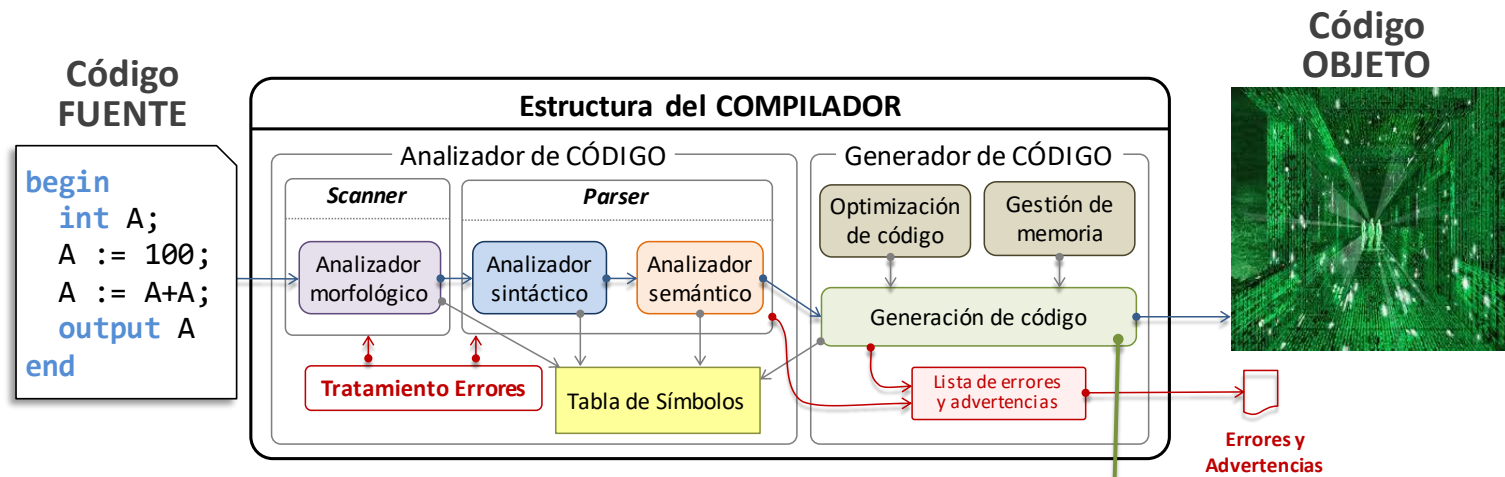 Código
FUENTE
begin
int A;
A := 100;
A := A+A;
output A
end
Estructura del COMPILADOR
Analizador de CÓDIGO
Scanner
Parser
Analizador
morfológico
Analizador
sintáctico
Analizador
semántico
Tratamiento Errores
Tabla de Símbolos
Generador de CÓDIGO
Optimización
de código
Gestión de
memoria
Generación de código
Lista de errores
y advertencias
Código
OBJETO
Errores y
Advertencias